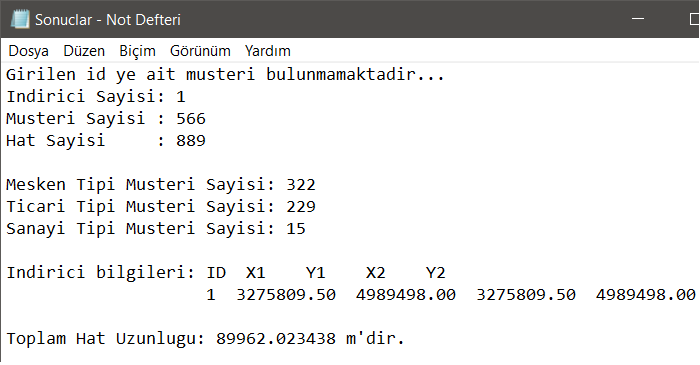 Sonuclar - Not Defteri
Dosya Düzen Biçim Görünüm Yardım
Girilen id ye ait musteri bulunmamaktadir...
Indirici Sayisi: 1
Musteri Sayisi : 566
Hat Sayisi     : 889
Mesken Tipi Musteri Sayisi: 322
Ticari Tipi Musteri Sayisi: 229
Sanayi Tipi Musteri Sayisi: 15
Indirici bilgileri: ID  X1    Y1    X2    Y2
1  3275809.50  4989498.00  3275809.50  4989498.00
Toplam Hat Uzunlugu: 89962.023438 m'dir.